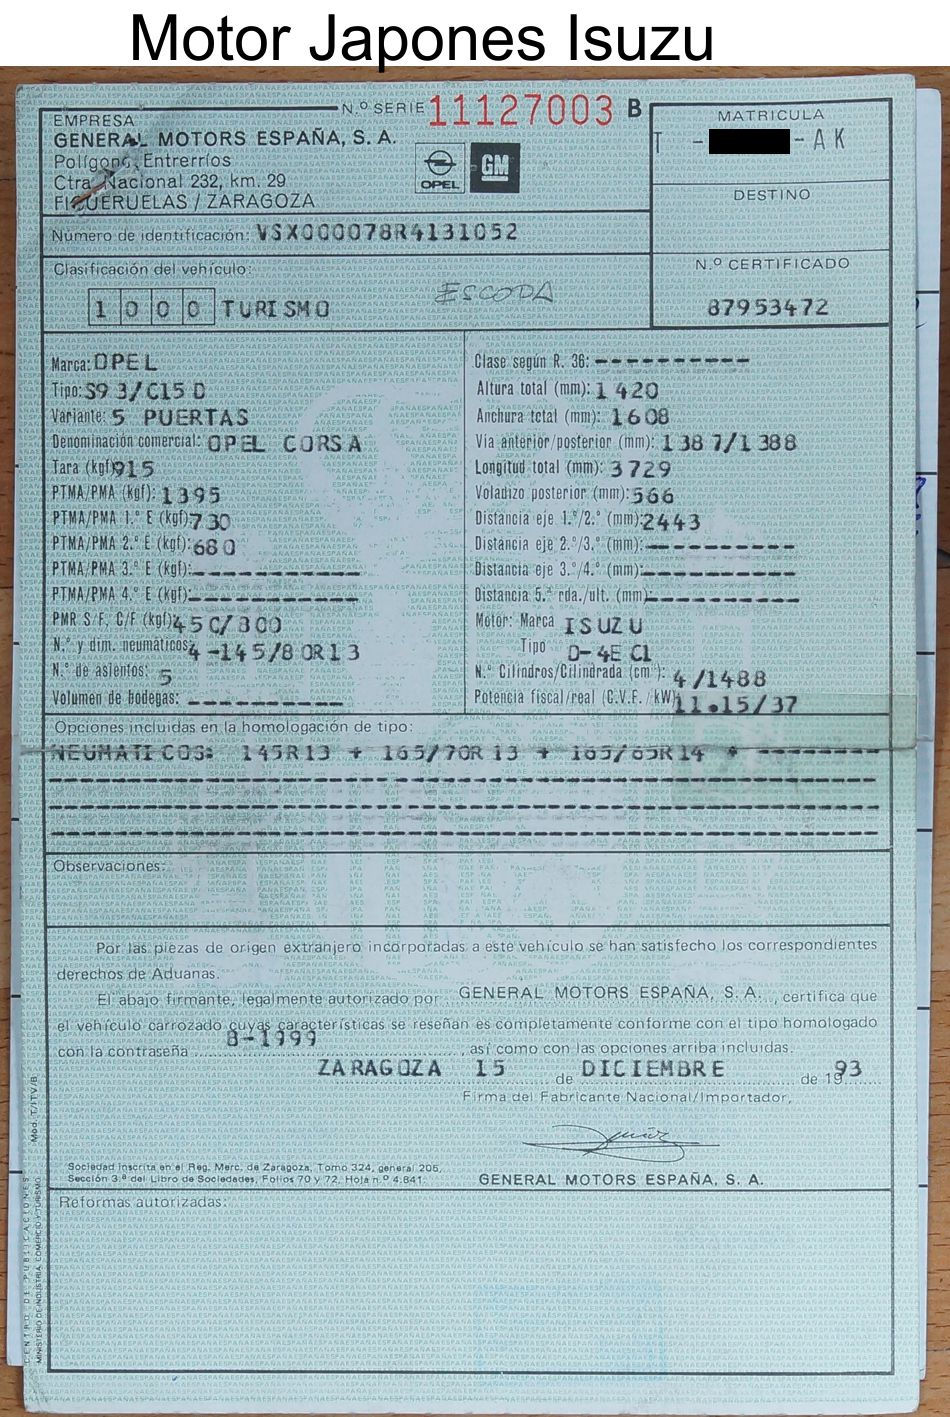 Motor Japones Isuzu
EMPRESA
GENERAL MOTORS ESPAÑA, S. A.
Polígono Entrerríos
Ctra. Nacional 232, km. 29
FIGUERUELAS / ZARAGOZA
N.º SERIE 11127003 B
OPEL
GM
MATRICULA
T - -AK
DESTINO
Número de identificación: VSX000078R4131052
Clasificación del vehículo:
1000 TURISMO
ESCODA
N.º CERTIFICADO
87953472
Marca: OPEL
Tipo: S93/C15 D
Variante: 5 PUERTAS
Denominación comercial: OPEL CORSA
Tara (kgf) 915
PTMA/PMA (kgf): 1395
PTMA/PMA 1.º E (kgf): 730
PTMA/PMA 2.º E (kgf): 680
PTMA/PMA 3.º E (kgf): -----------
PTMA/PMA 4.º E (kgf): -----------
PMR S/F. C/F (kgf) 450/800
N.º y dim. neumáticos: 4-145/80R13
N.º de asientos: 5
Volumen de bodegas: ----------
Clase según R. 36: ----------
Altura total (mm): 1420
Anchura total (mm): 1608
Vía anterior/posterior (mm): 1387/1388
Longitud total (mm): 3729
Voladizo posterior (mm): 566
Distancia eje 1.º/2.º (mm): 2443
Distancia eje 2.º/3.º (mm): ----------
Distancia eje 3.º/4.º (mm): ----------
Distancia 5.ª rda./ult. (mm): ----------
Motor: Marca ISUZU
Tipo D-4EC1
N.º Cilindros/Cilindrada (cm³): 4/1488
Potencia fiscal/real (C.V.F./kW) 11.15/37
Opciones incluidas en la homologación de tipo:
NEUMATICOS: 145R13 + 165/70R13 + 165/65R14 + --------
Observaciones:
Por las piezas de origen extranjero incorporadas a este vehículo se han satisfecho los correspondientes
derechos de Aduanas.
El abajo firmante, legalmente autorizado por GENERAL MOTORS ESPAÑA, S. A., certifica que
el vehículo carrozado cuyas características se reseñan es completamente conforme con el tipo homologado
con la contraseña B-1999, así como con las opciones arriba incluidas.
ZARAGOZA 15 de DICIEMBRE de 1993
Firma del Fabricante Nacional/Importador,
Sociedad inscrita en el Reg. Merc. de Zaragoza, Tomo 324, general 205,
Sección 3.ª del Libro de Sociedades, Folios 70 y 72, Hoja n.º 4.841.
GENERAL MOTORS ESPAÑA, S. A.
Reformas autorizadas:
Mod. T/ITV/B
CENTRO DE PUBLICACIONES
MINISTERIO DE INDUSTRIA, COMERCIO Y TURISMO